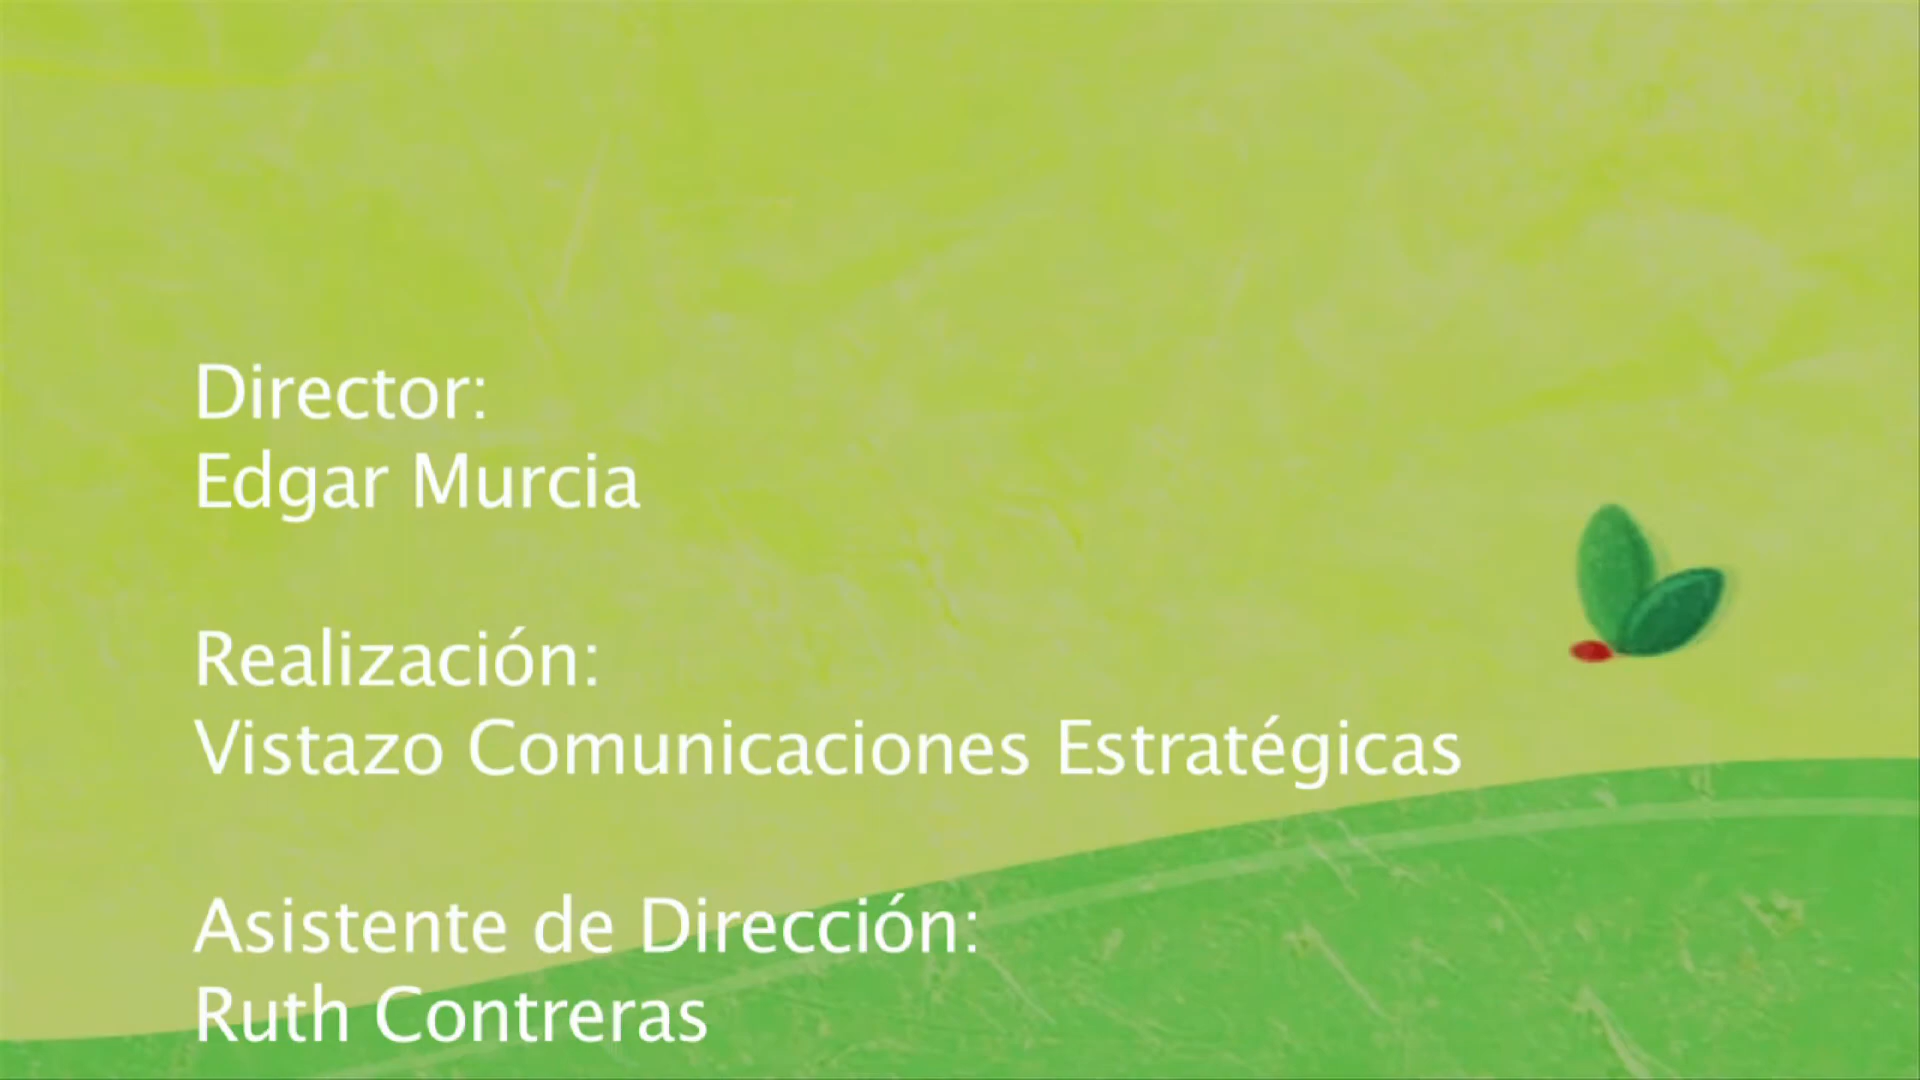 Director:
Edgar Murcia
Realización:
Vistazo Comunicaciones Estratégicas
Asistente de Dirección:
Ruth Contreras